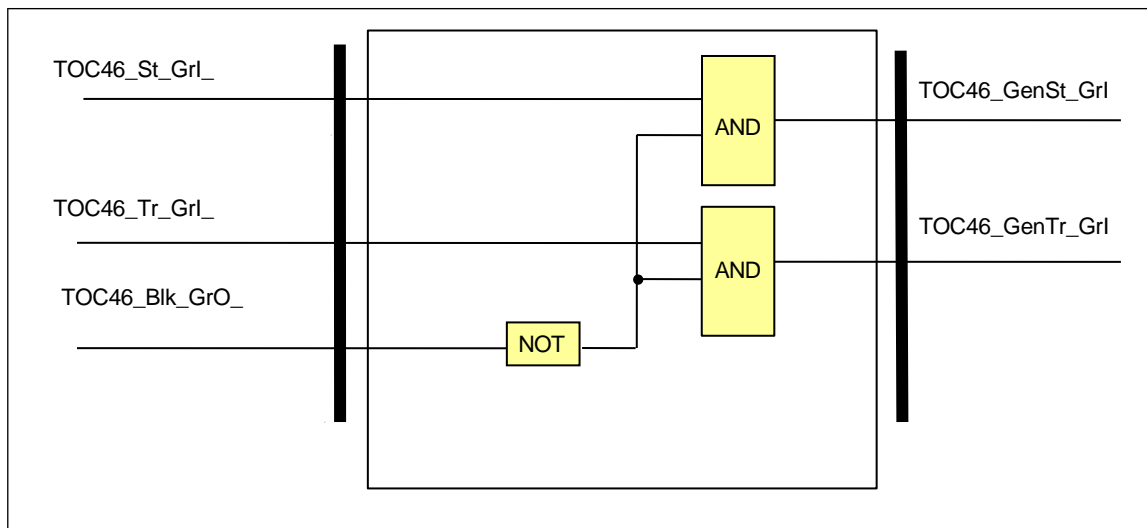 TOC46_St_GrI_
TOC46_GenSt_GrI
AND
TOC46_Tr_GrI_
TOC46_GenTr_GrI
AND
TOC46_Blk_GrO_
NOT